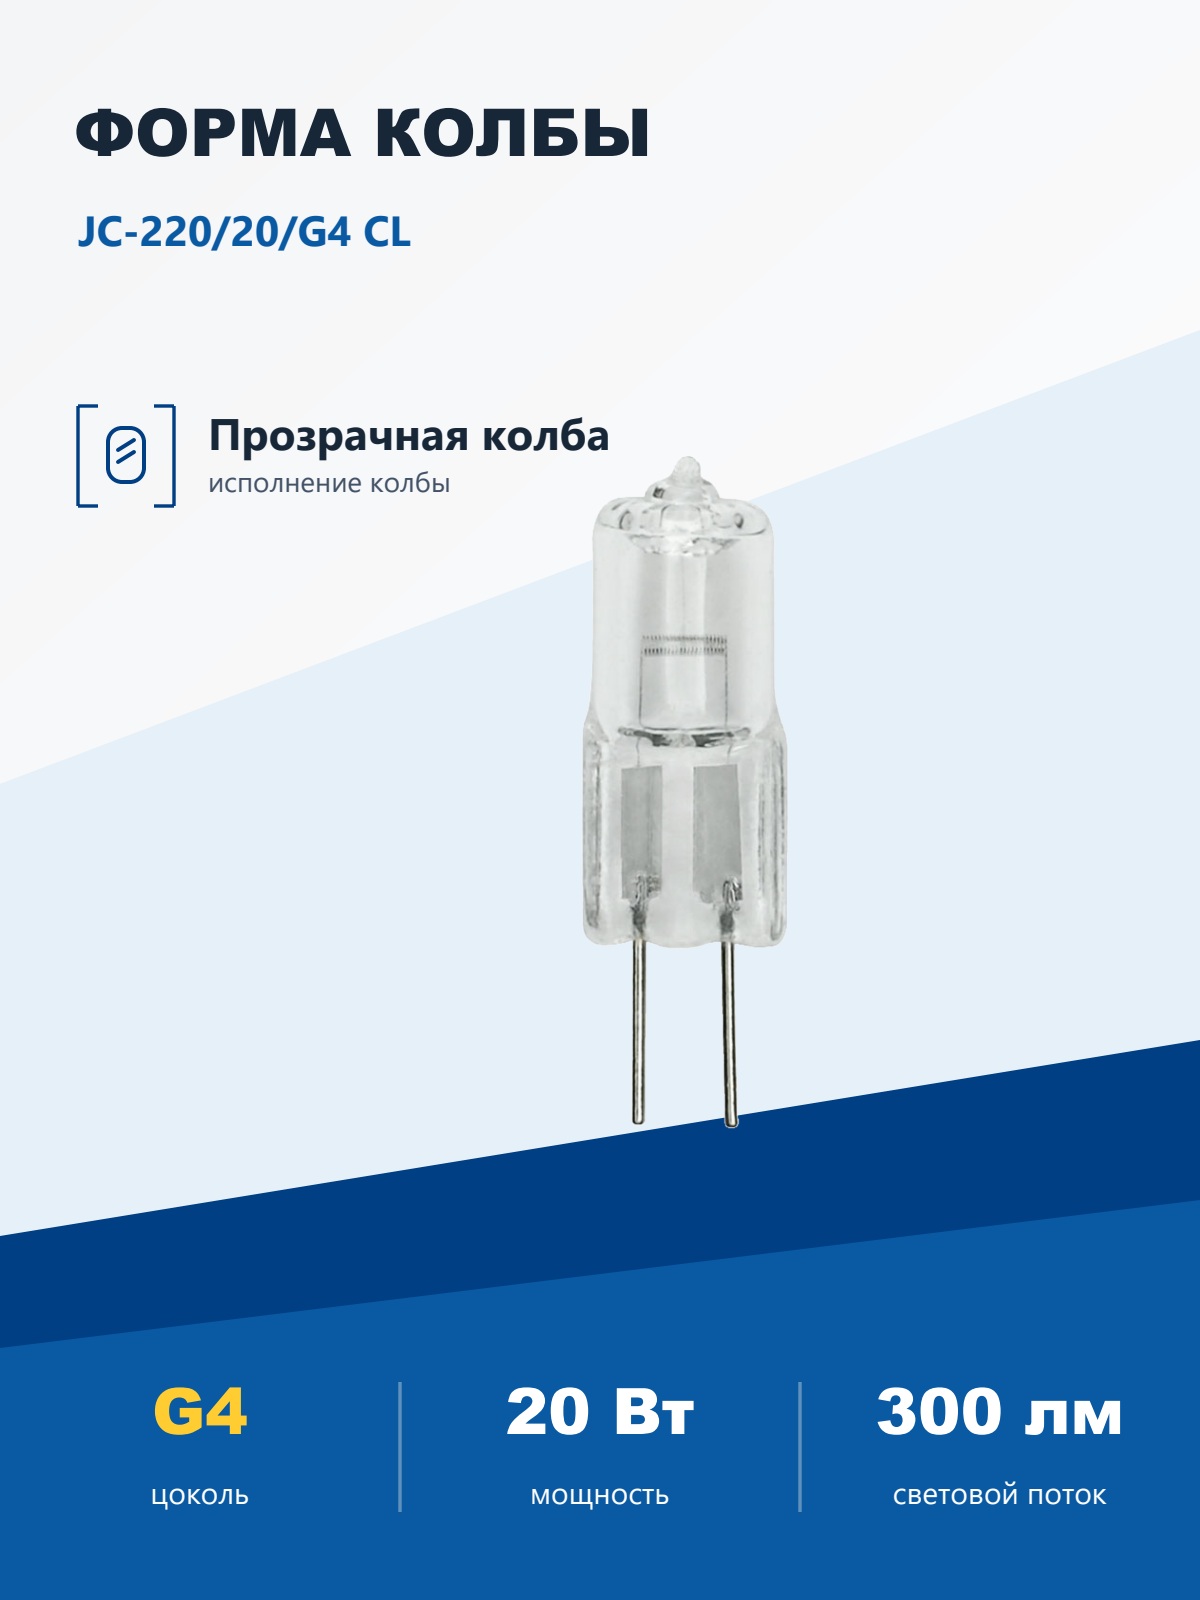 ФОРМА КОЛБЫ
JC-220/20/G4 CL
Прозрачная колба
исполнение колбы
G4
20 Вт
300 лм
цоколь
мощность
световой поток